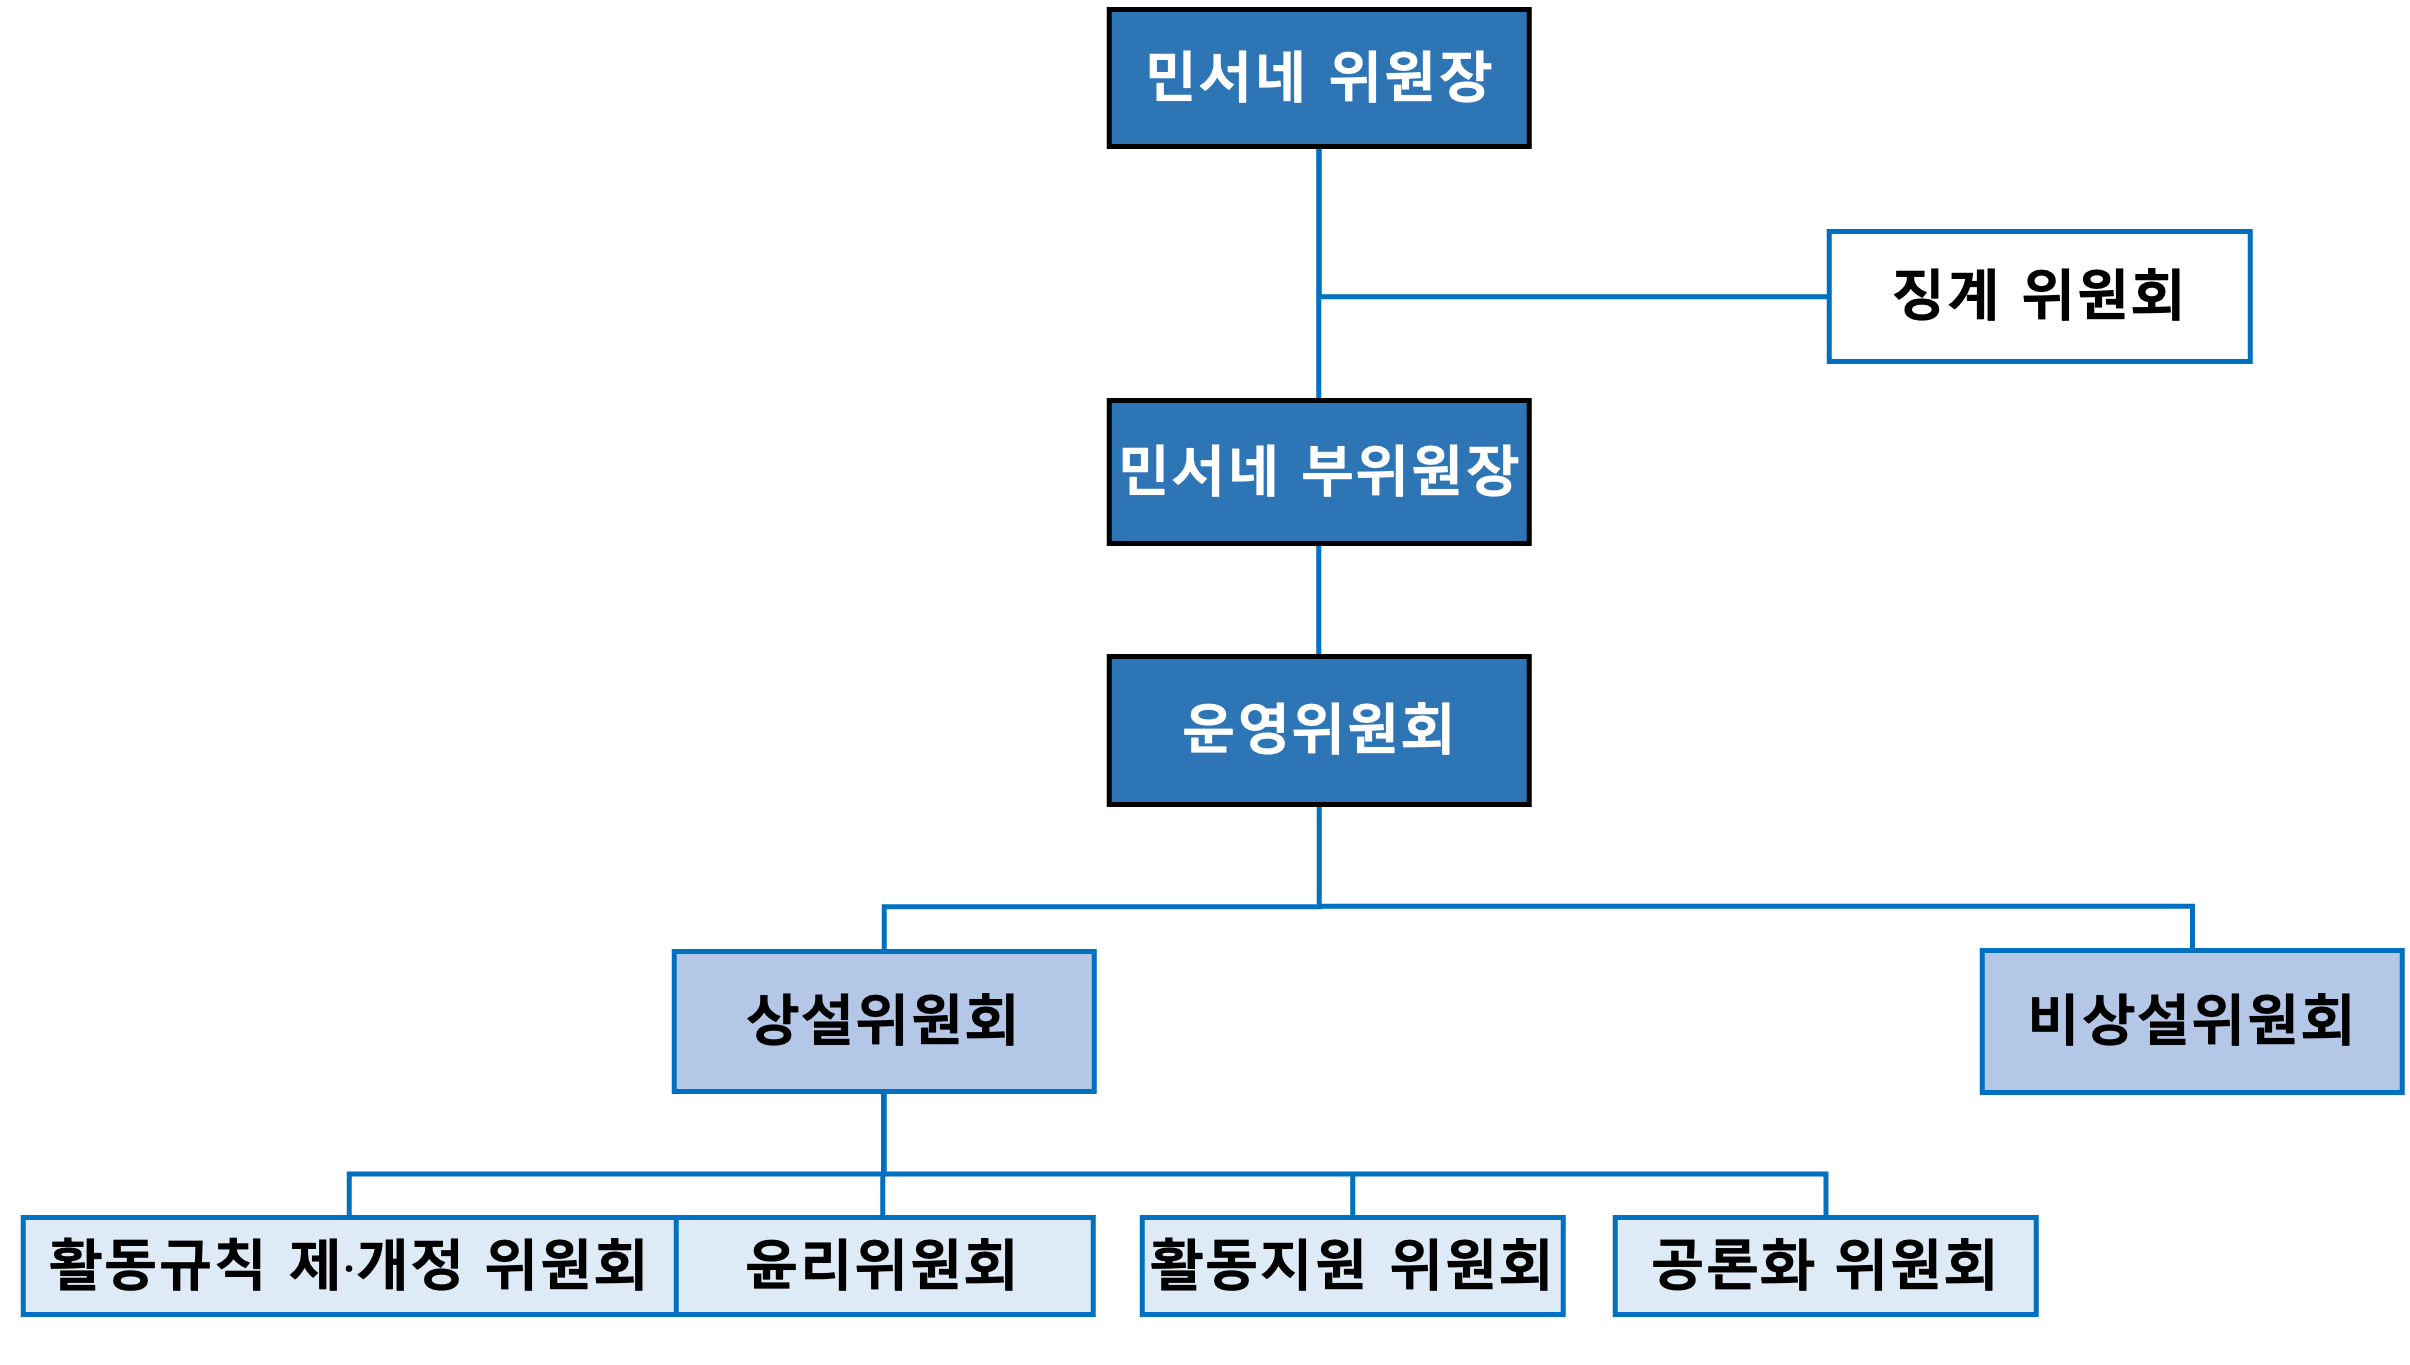 민서네 위원장
징계 위원회
민서네 부위원장
운영위원회
상설위원회
비상설위원회
활동규칙 제·개정 위원회
윤리위원회
활동지원 위원회
공론화 위원회